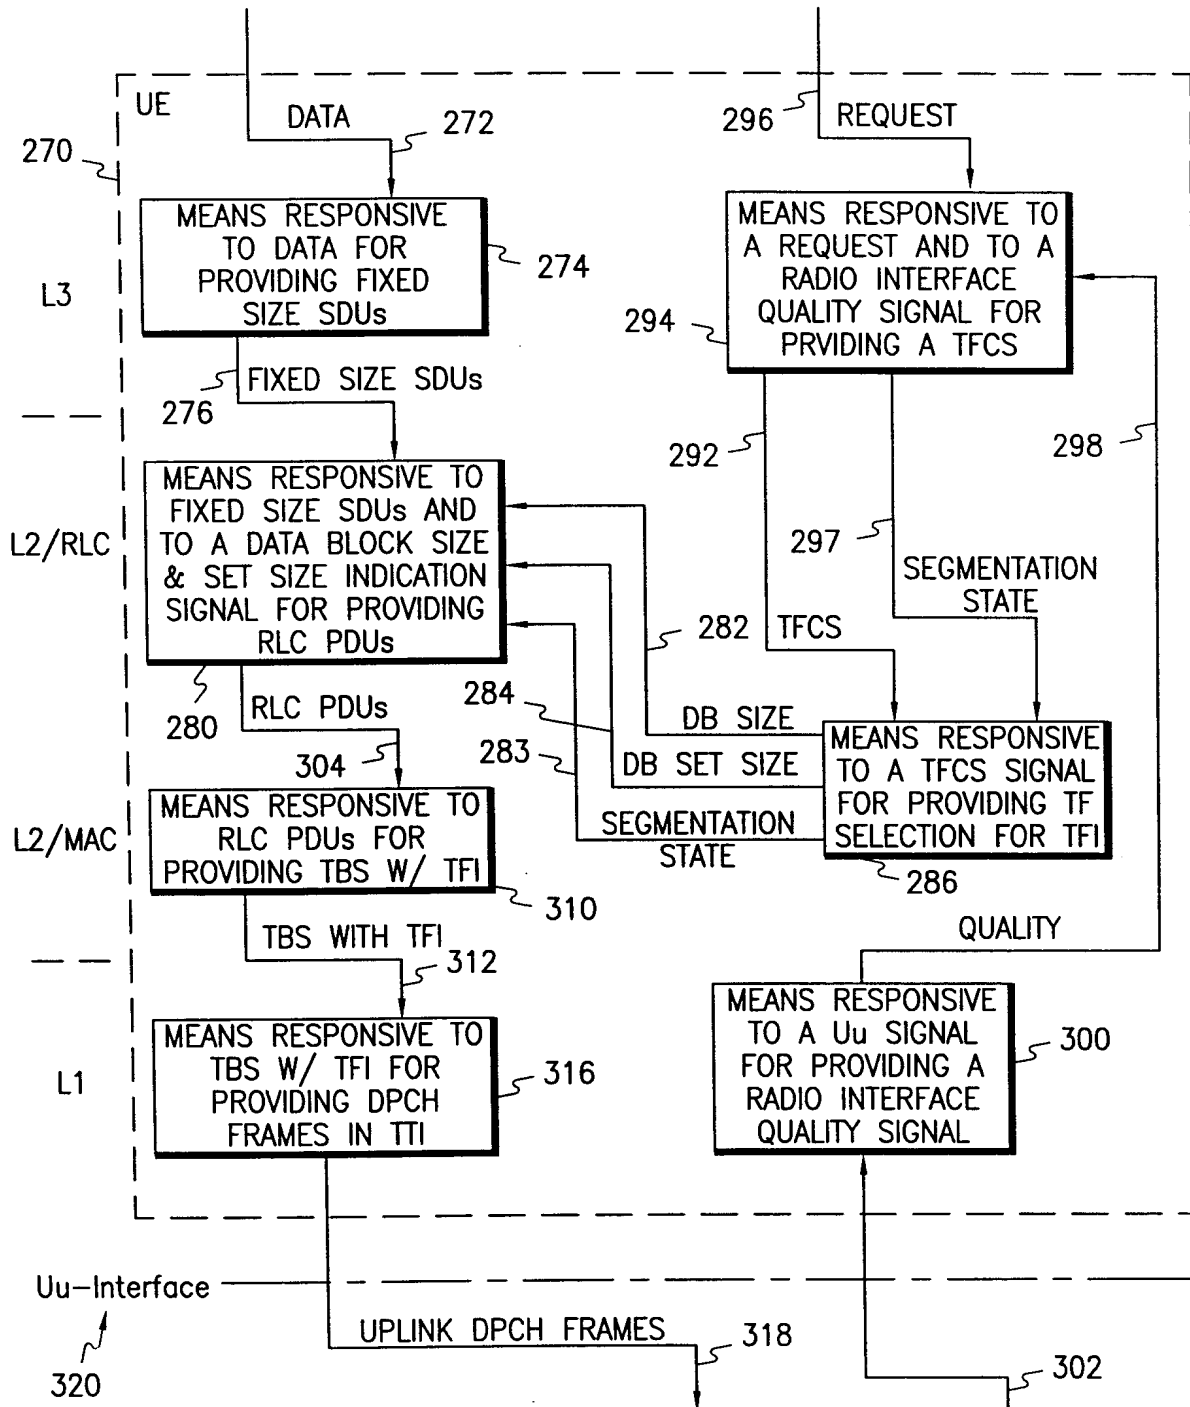 UE
DATA
272
296
REQUEST
270
MEANS RESPONSIVE
TO DATA FOR
PROVIDING FIXED
SIZE SDUs
274
MEANS RESPONSIVE TO
A REQUEST AND TO A
RADIO INTERFACE
QUALITY SIGNAL FOR
PRVIDING A TFCS
294
L3
FIXED SIZE SDUs
276
292
297
298
L2/RLC
MEANS RESPONSIVE TO
FIXED SIZE SDUs AND
TO A DATA BLOCK SIZE
& SET SIZE INDICATION
SIGNAL FOR PROVIDING
RLC PDUs
280
SEGMENTATION
STATE
282
TFCS
RLC PDUs
304
284
283
DB SIZE
DB SET SIZE
SEGMENTATION
STATE
MEANS RESPONSIVE
TO A TFCS SIGNAL
FOR PROVIDING TF
SELECTION FOR TFI
286
L2/MAC
MEANS RESPONSIVE TO
RLC PDUs FOR
PROVIDING TBS W/ TFI
310
TBS WITH TFI
312
QUALITY
L1
MEANS RESPONSIVE TO
TBS W/ TFI FOR
PROVIDING DPCH
FRAMES IN TTI
316
MEANS RESPONSIVE
TO A Uu SIGNAL
FOR PROVIDING A
RADIO INTERFACE
QUALITY SIGNAL
300
Uu-Interface
320
UPLINK DPCH FRAMES
318
302